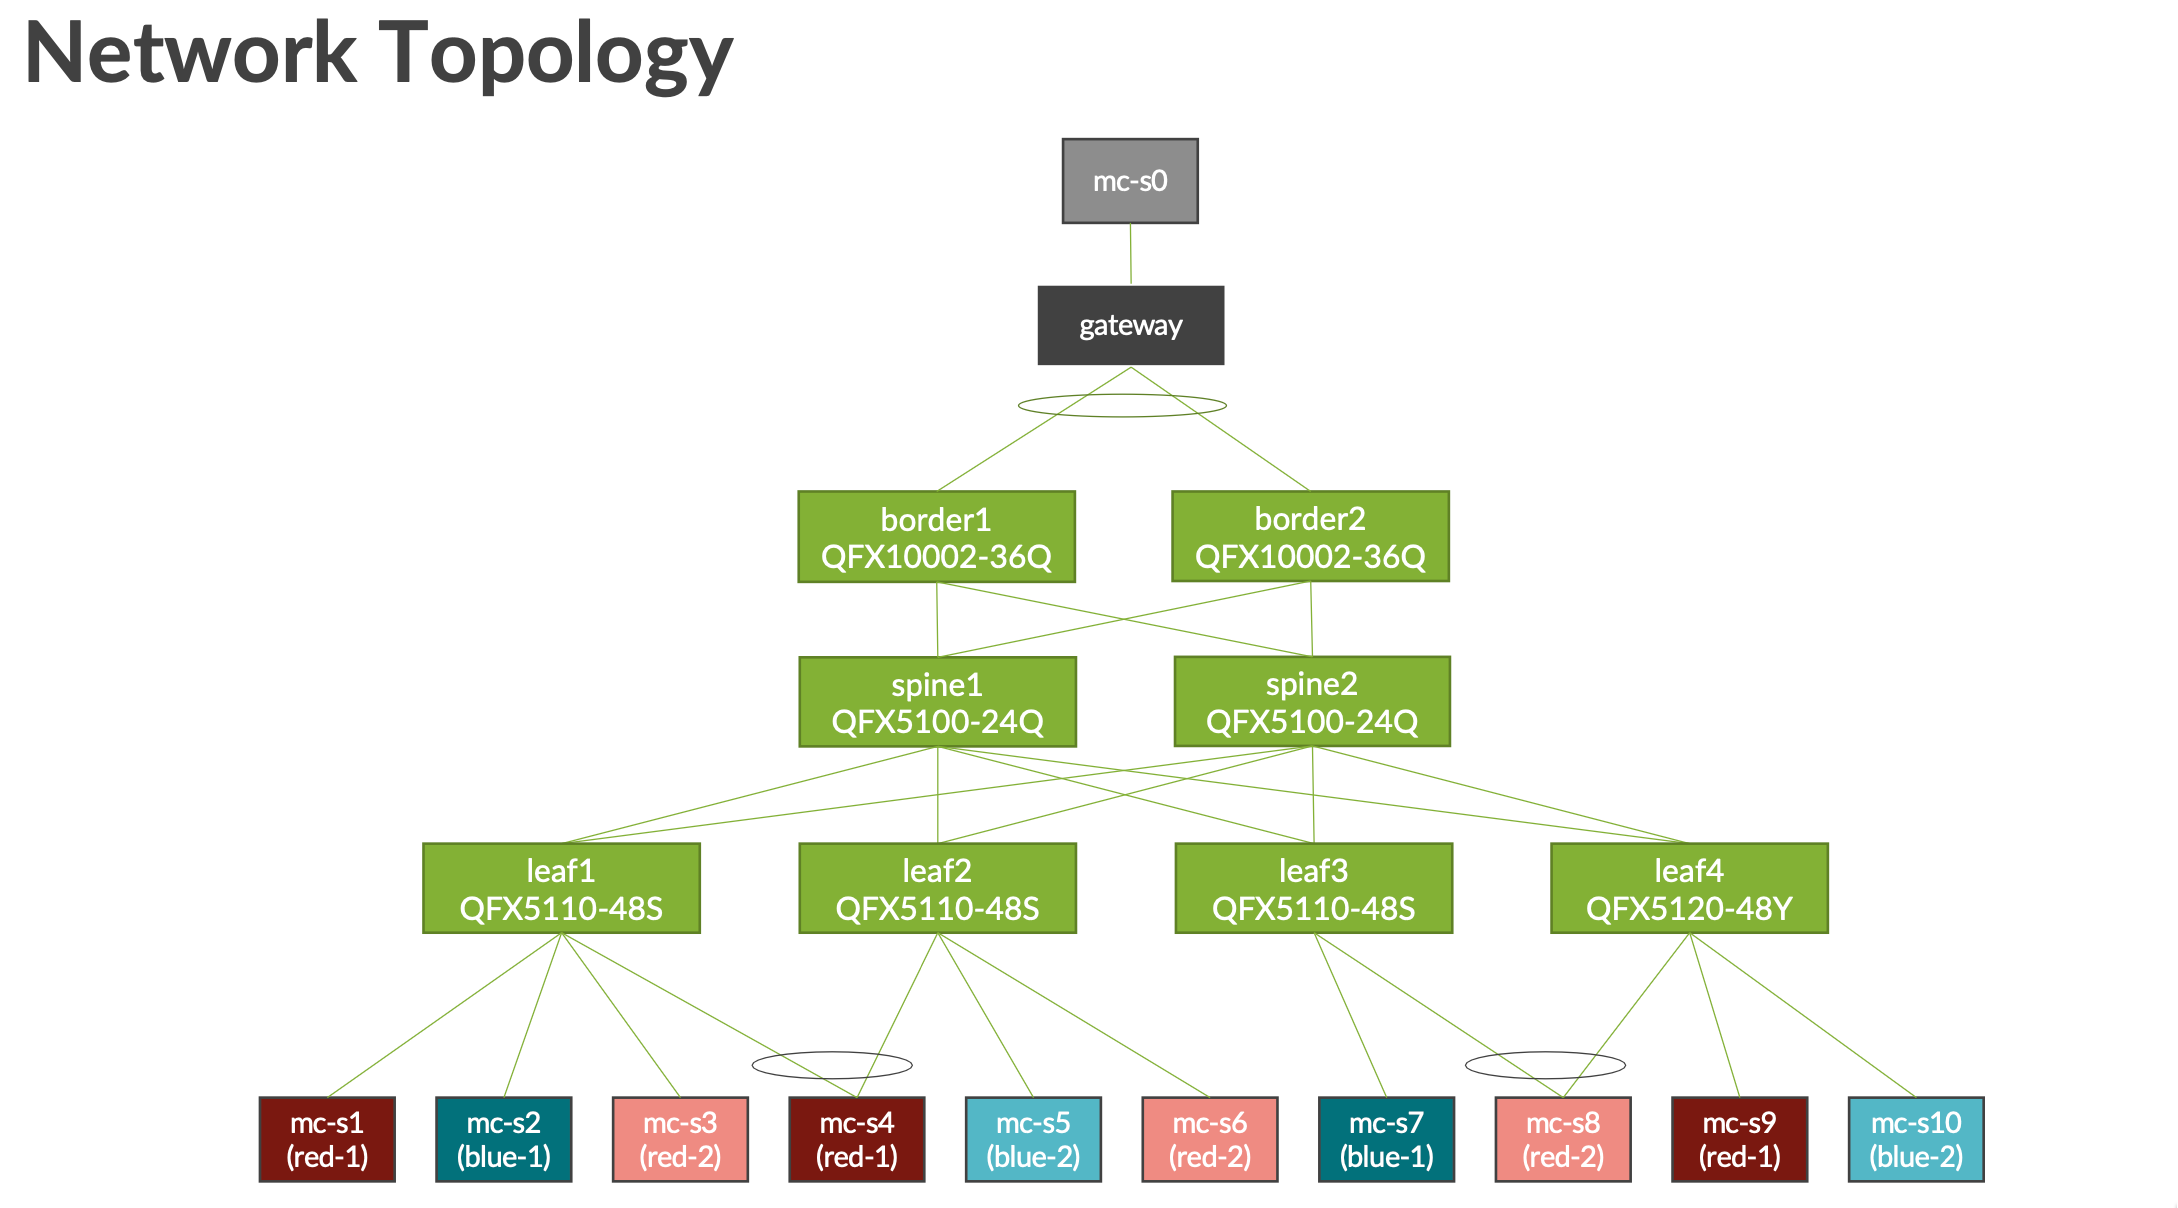 Network Topology
mc-s0
gateway
border1
QFX10002-36Q
border2
QFX10002-36Q
spine1
QFX5100-24Q
spine2
QFX5100-24Q
leaf1
QFX5110-48S
leaf2
QFX5110-48S
leaf3
QFX5110-48S
leaf4
QFX5120-48Y
mc-s1
(red-1)
mc-s2
(blue-1)
mc-s3
(red-2)
mc-s4
(red-1)
mc-s5
(blue-2)
mc-s6
(red-2)
mc-s7
(blue-1)
mc-s8
(red-2)
mc-s9
(red-1)
mc-s10
(blue-2)